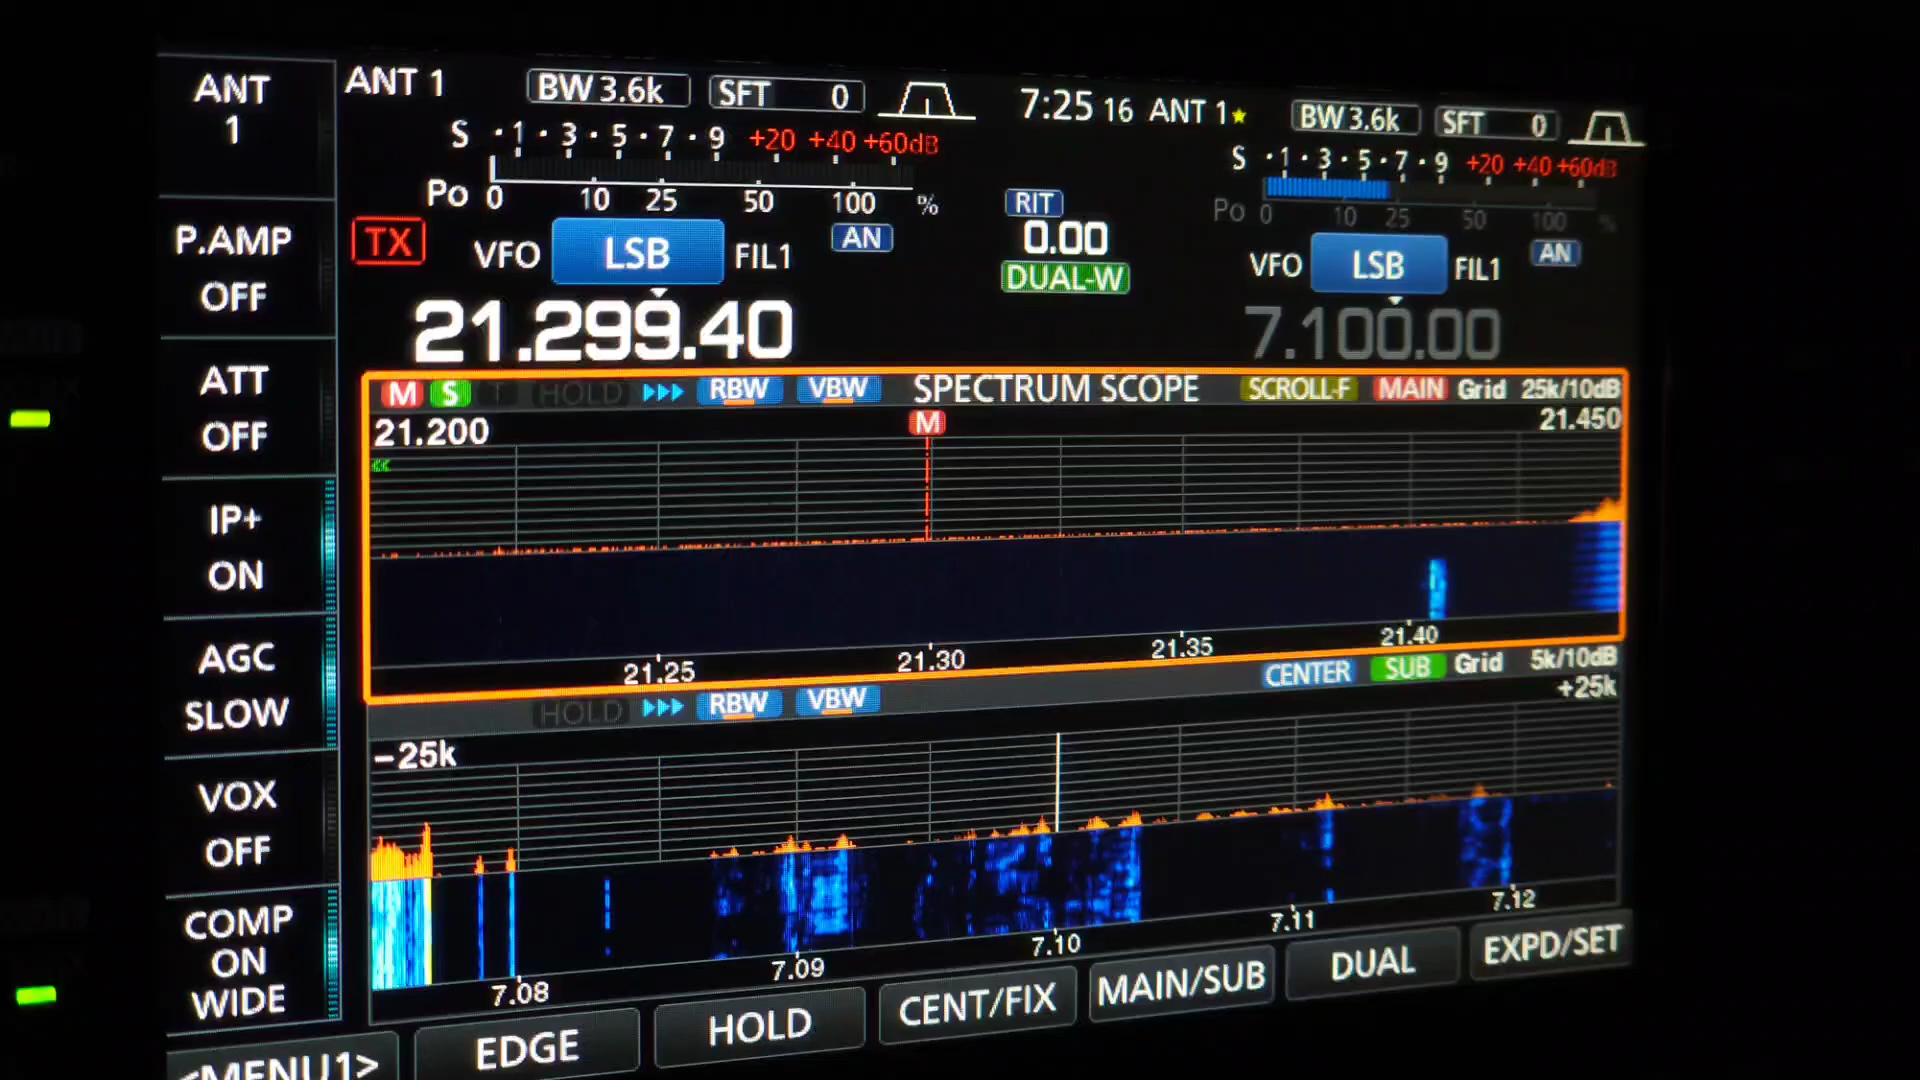 ANT
1
P.AMP
OFF
ATT
OFF
IP+
ON
AGC
SLOW
VOX
OFF
COMP
ON
WIDE
ANT 1 BW 3.6k SFT 0 7:25 16 ANT 1 BW 3.6k SFT 0
S 1 3 5 7 9 +20 +40 +60dB
S 1 3 5 7 9 +20 +40 +60dB
Po 0 10 25 50 100 %
Po 0 10 25 50 100 %
TX VFO LSB FIL1 AN
RIT
0.00
DUAL-W
VFO LSB FIL1 AN
21.299.40
7.100.00
M S T HOLD RBW VBW SPECTRUM SCOPE SCROLL-F MAIN Grid 25k/10dB
21.200 M 21.450
21.25 21.30 21.35 21.40
HOLD RBW VBW CENTER SUB Grid 5k/10dB
-25k +25k
7.08 7.09 7.10 7.11 7.12
<MENU1> EDGE HOLD CENT/FIX MAIN/SUB DUAL EXPD/SET